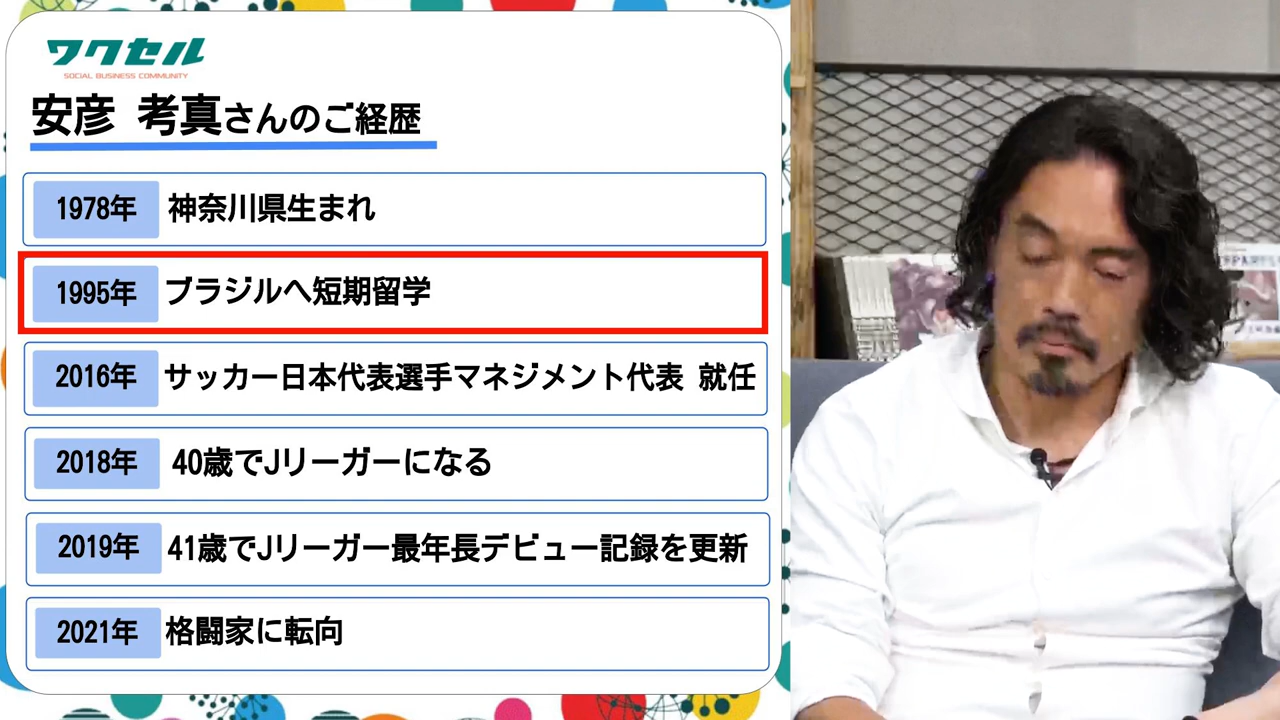 ワクセル
SOCIAL BUSINESS COMMUNITY
安彦 考真さんのご経歴
1978年 神奈川県生まれ
1995年 ブラジルへ短期留学
2016年 サッカー日本代表選手マネジメント代表 就任
2018年 40歳でJリーガーになる
2019年 41歳でJリーガー最年長デビュー記録を更新
2021年 格闘家に転向